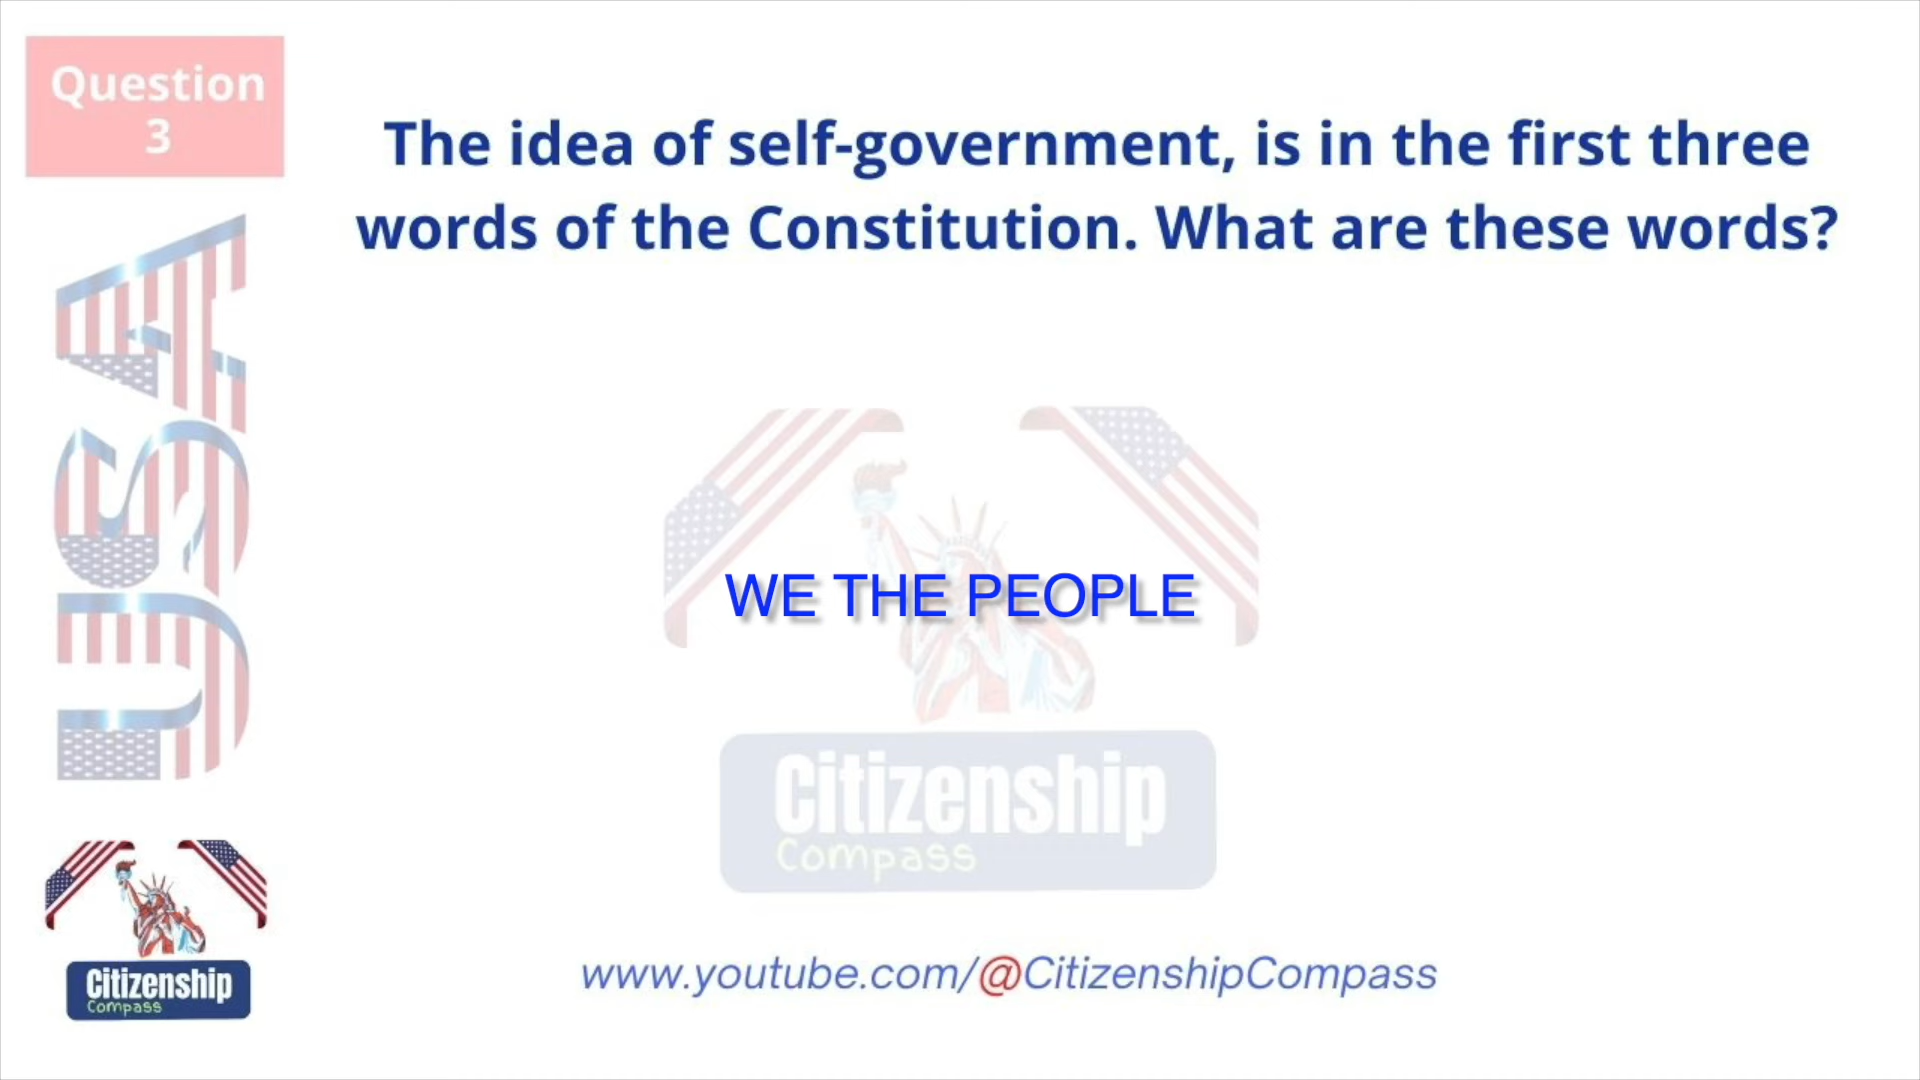 Question
3
The idea of self-government, is in the first three
words of the Constitution. What are these words?
USA
WE THE PEOPLE
Citizenship
Compass
Citizenship
Compass
www.youtube.com/@CitizenshipCompass